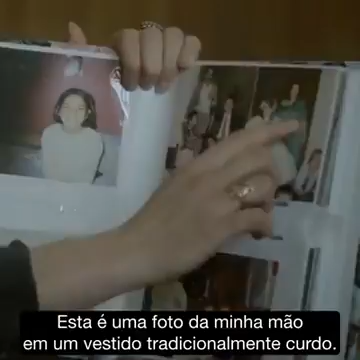 Esta é uma foto da minha mão
em um vestido tradicionalmente curdo.